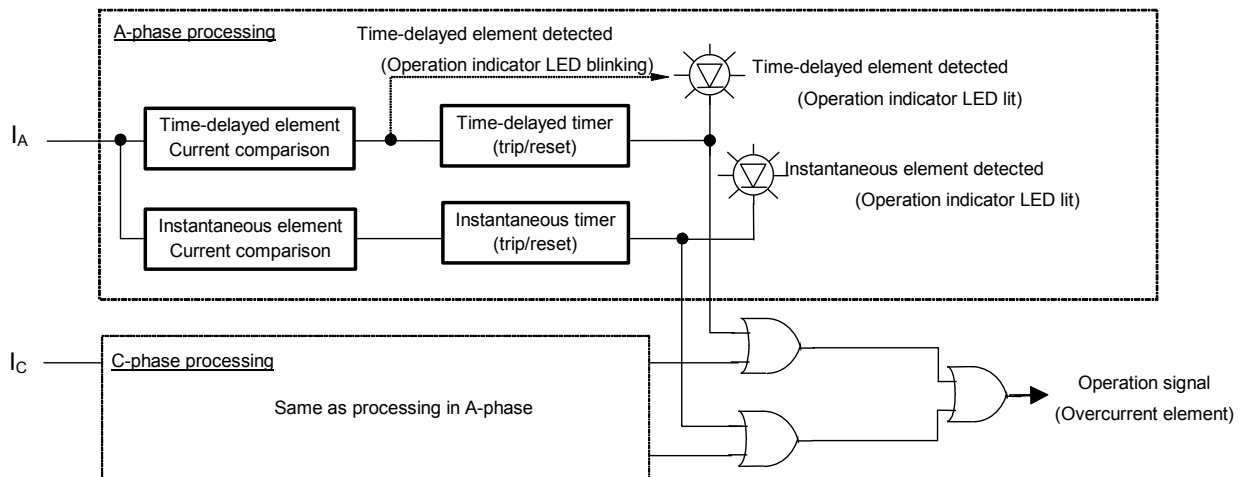 A-phase processing
Time-delayed element detected
(Operation indicator LED blinking)
Time-delayed element detected
(Operation indicator LED lit)
I_A
Time-delayed element
Current comparison
Time-delayed timer
(trip/reset)
Instantaneous element detected
(Operation indicator LED lit)
Instantaneous element
Current comparison
Instantaneous timer
(trip/reset)
I_C
C-phase processing
Same as processing in A-phase
Operation signal
(Overcurrent element)